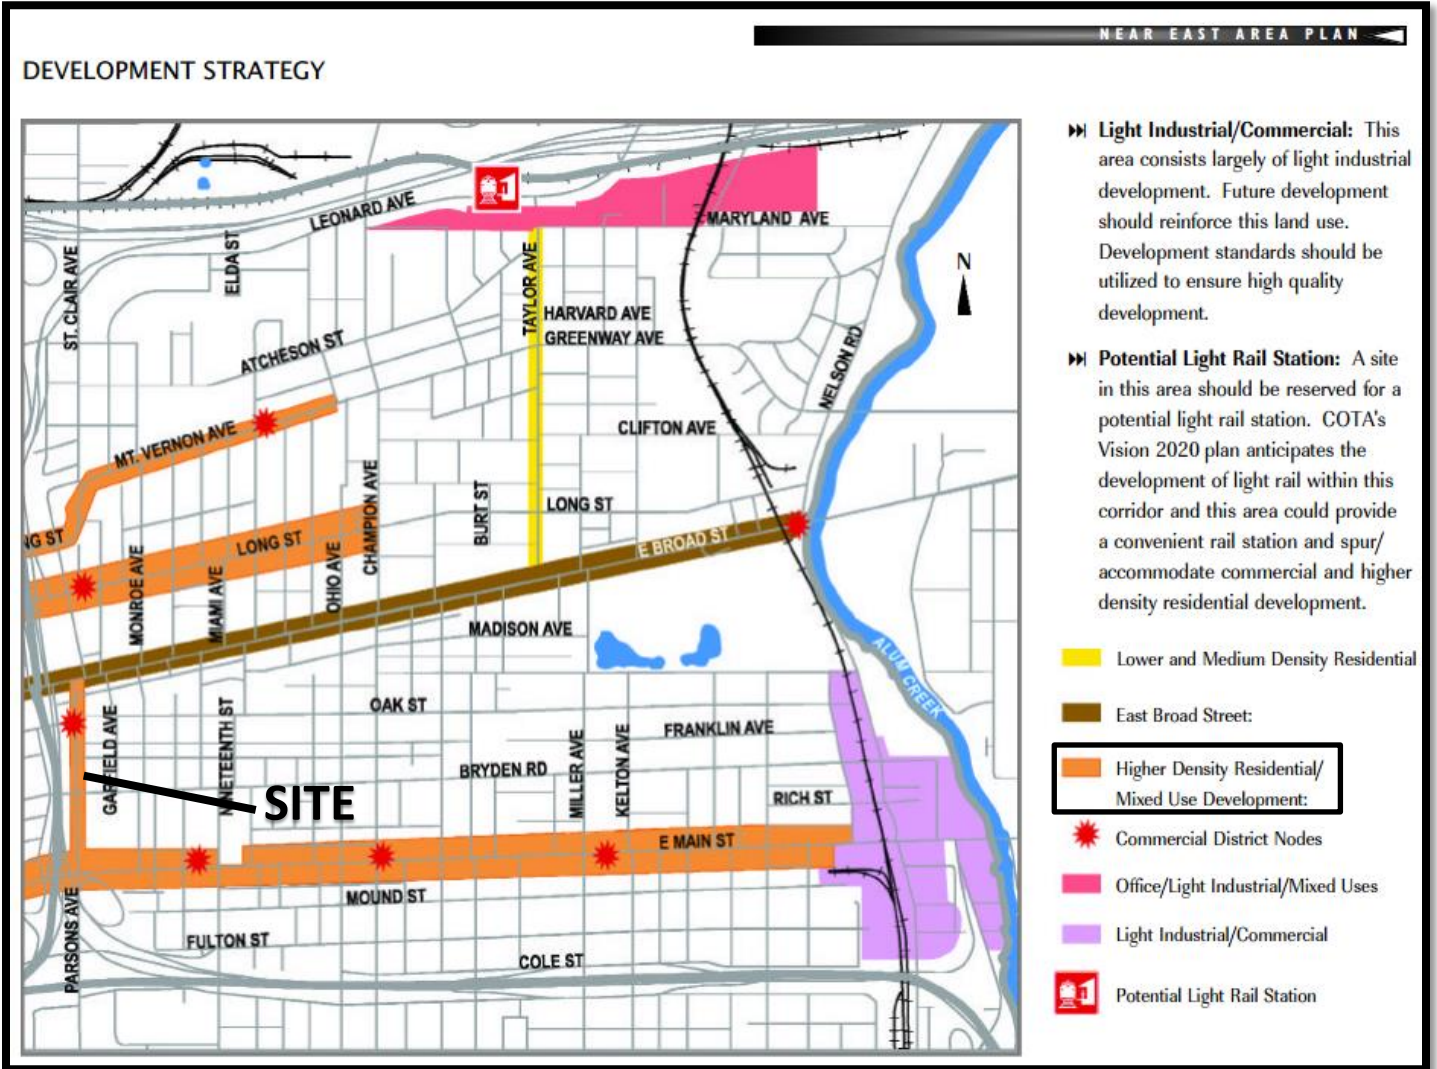 NEAR EAST AREA PLAN
DEVELOPMENT STRATEGY
LEONARD AVE
MARYLAND AVE
ST. CLAIR AVE
ELDA ST
TAYLOR AVE
HARVARD AVE
GREENWAY AVE
ATCHESON ST
NELSON RD
N
MT. VERNON AVE
CLIFTON AVE
CHAMPION AVE
BURT ST
LONG ST
NG ST
LONG ST
E BROAD ST
MONROE AVE
MIAMI AVE
OHIO AVE
MADISON AVE
ALUM CREEK
OAK ST
GARFIELD AVE
NINETEENTH ST
FRANKLIN AVE
BRYDEN RD
MILLER AVE
KELTON AVE
RICH ST
SITE
E MAIN ST
MOUND ST
PARSONS AVE
FULTON ST
COLE ST
Light Industrial/Commercial: This
area consists largely of light industrial
development. Future development
should reinforce this land use.
Development standards should be
utilized to ensure high quality
development.
Potential Light Rail Station: A site
in this area should be reserved for a
potential light rail station. COTA's
Vision 2020 plan anticipates the
development of light rail within this
corridor and this area could provide
a convenient rail station and spur/
accommodate commercial and higher
density residential development.
Lower and Medium Density Residential
East Broad Street:
Higher Density Residential/
Mixed Use Development:
Commercial District Nodes
Office/Light Industrial/Mixed Uses
Light Industrial/Commercial
Potential Light Rail Station